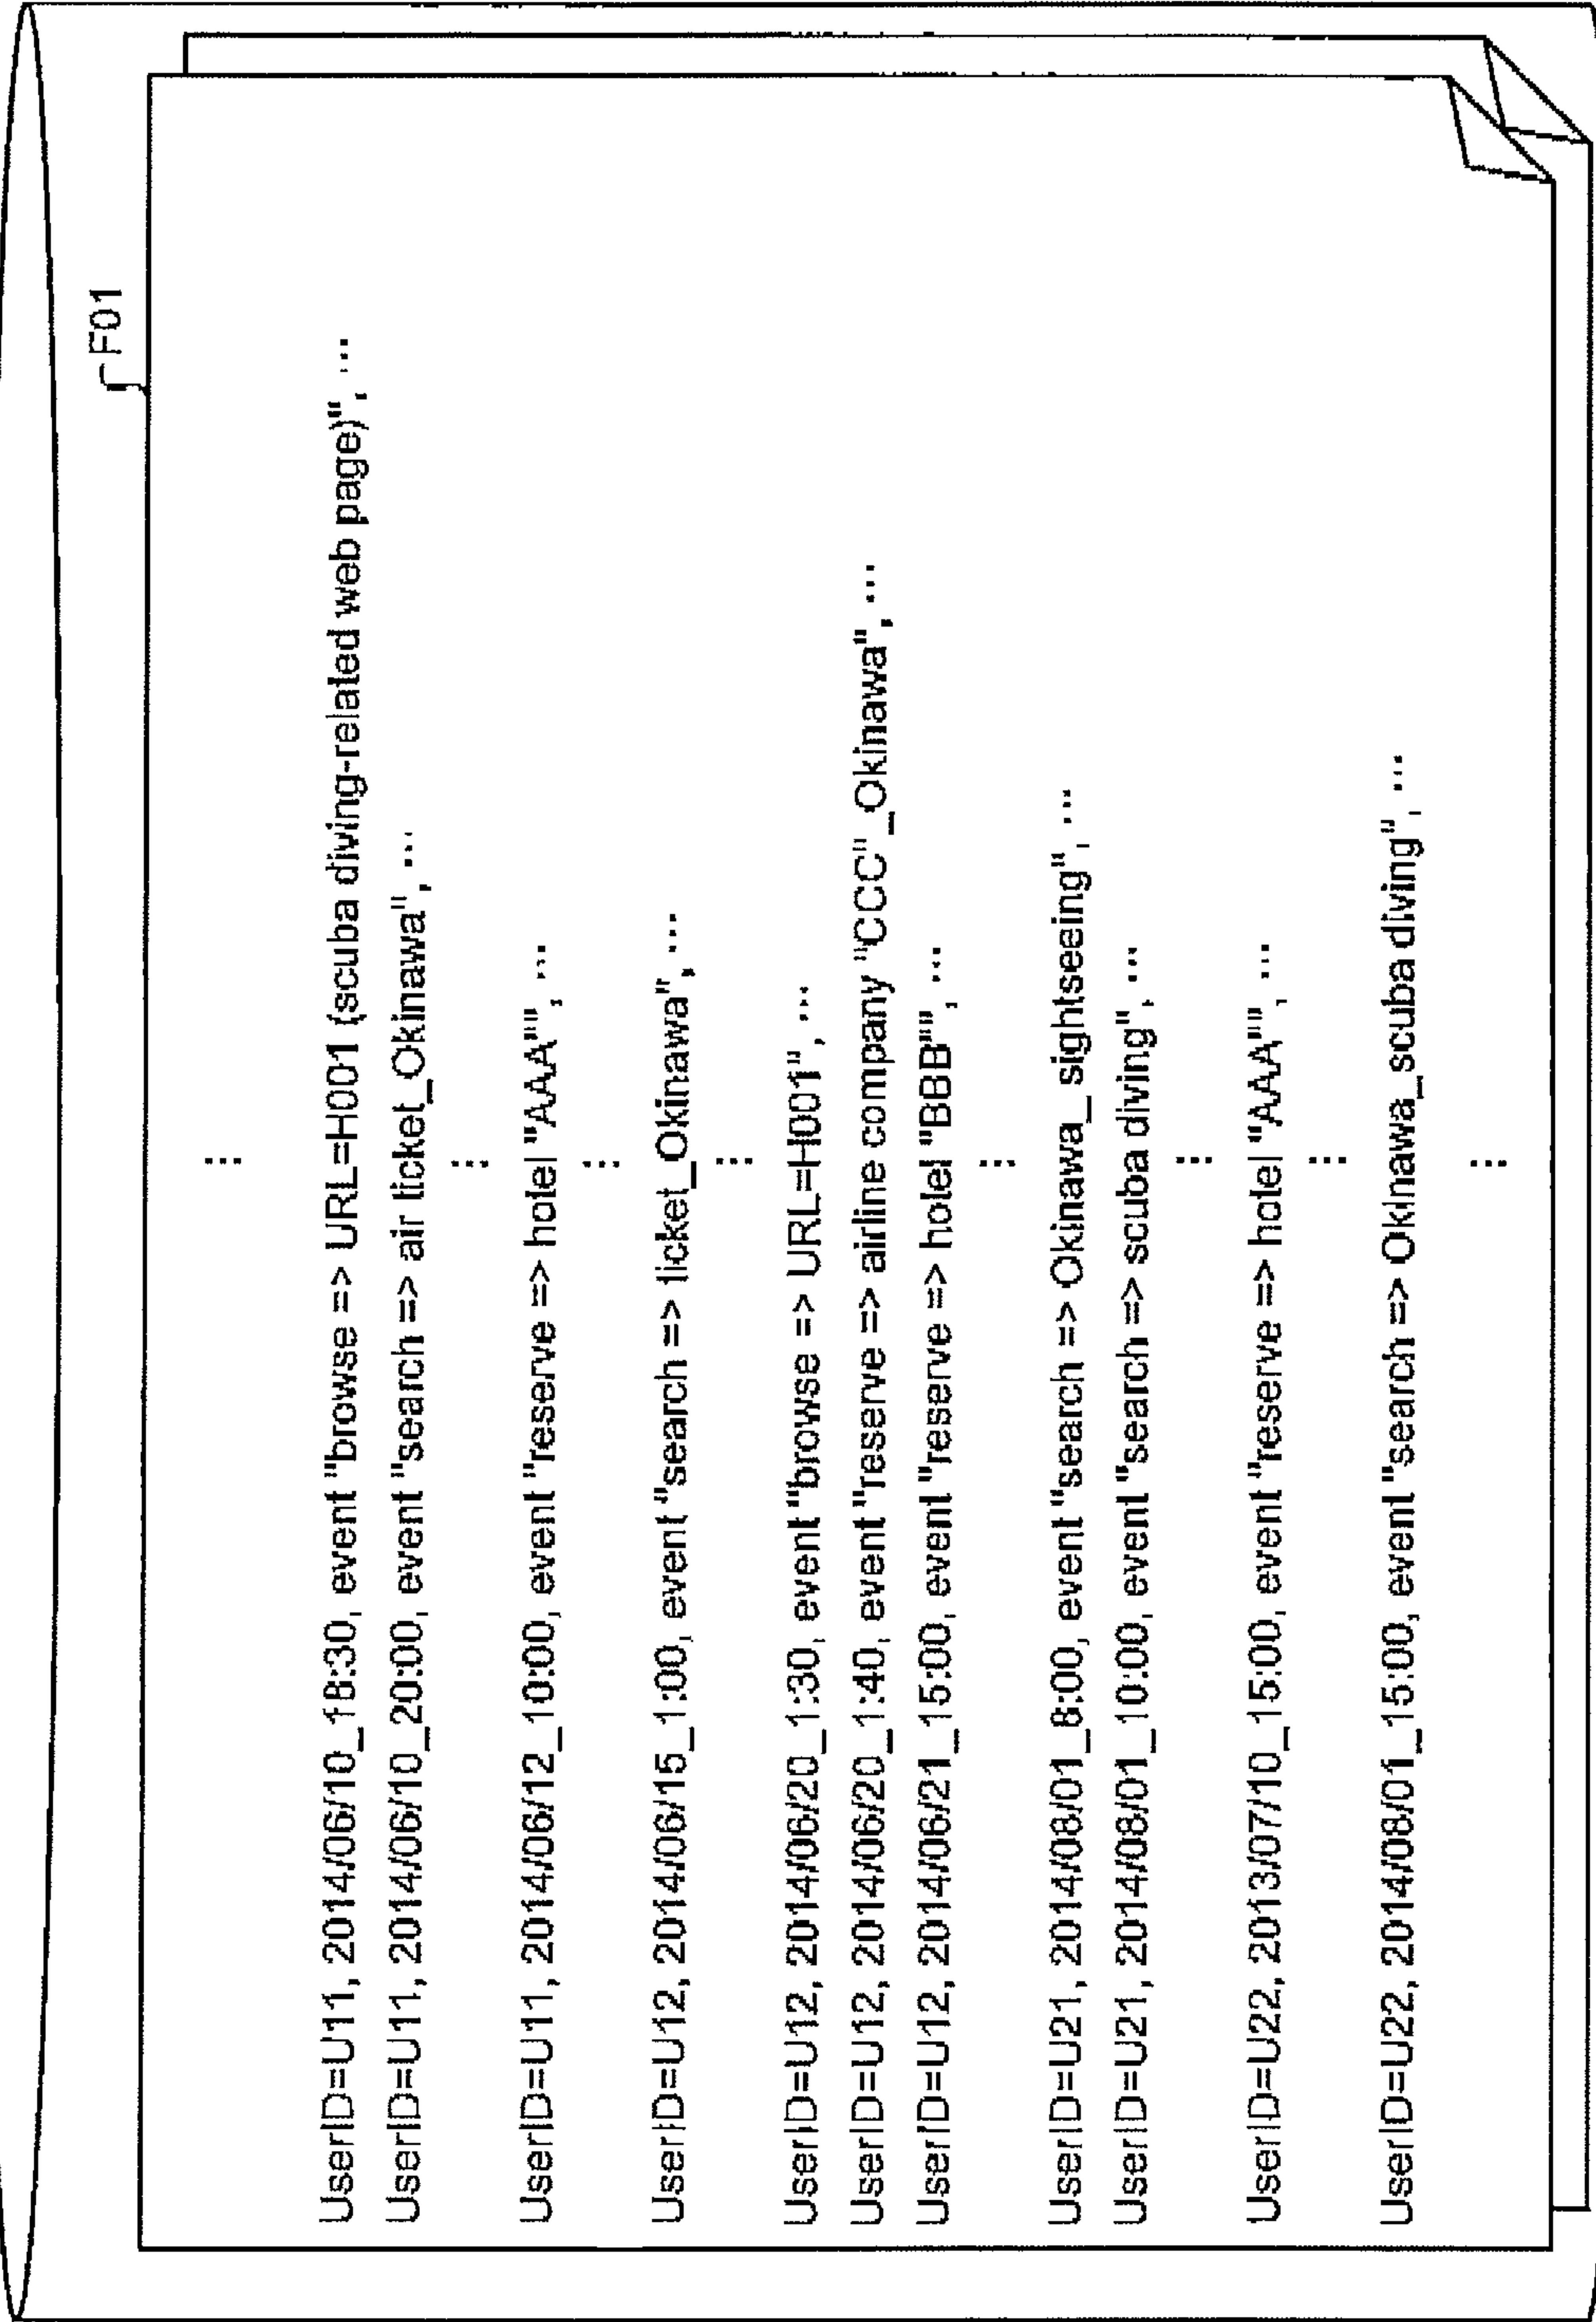 F01
...
UserID=U11, 2014/06/10_18:30, event "browse => URL=H001 (scuba diving-related web page)", ...
UserID=U11, 2014/06/10_20:00, event "search => air ticket_Okinawa", ...
...
UserID=U11, 2014/06/12_10:00, event "reserve => hotel "AAA"", ...
...
UserID=U12, 2014/06/15_1:00, event "search => ticket_Okinawa", ...
...
UserID=U12, 2014/06/20_1:30, event "browse => URL=H001", ...
UserID=U12, 2014/06/20_1:40, event "reserve => airline company "CCC"_Okinawa", ...
UserID=U12, 2014/06/21_15:00, event "reserve => hotel "BBB"", ...
...
UserID=U21, 2014/08/01_8:00, event "search => Okinawa_sightseeing", ...
UserID=U21, 2014/08/01_10:00, event "search => scuba diving", ...
...
UserID=U22, 2013/07/10_15:00, event "reserve => hotel "AAA"", ...
...
UserID=U22, 2014/08/01_15:00, event "search => Okinawa_scuba diving", ...
...